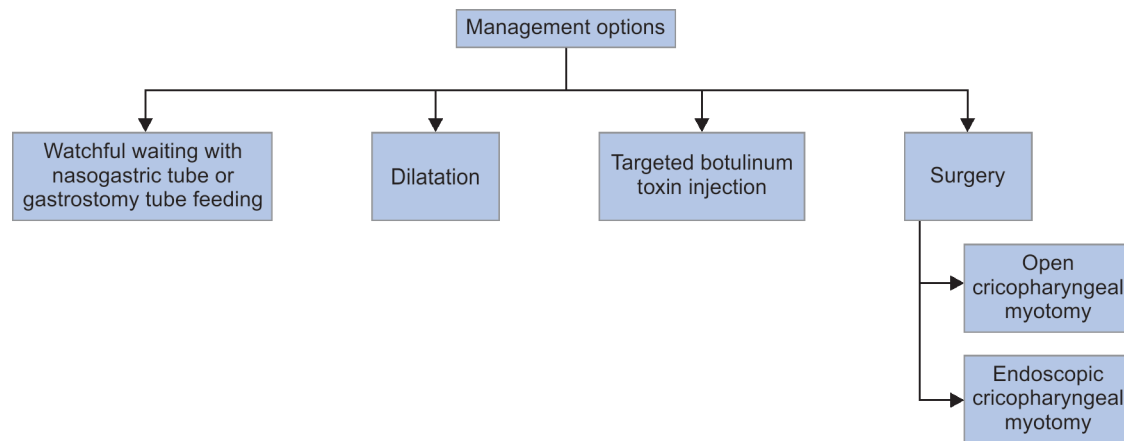 Management options
Watchful waiting with
nasogastric tube or
gastrostomy tube feeding
Dilatation
Targeted botulinum
toxin injection
Surgery
Open
cricopharyngeal
myotomy
Endoscopic
cricopharyngeal
myotomy